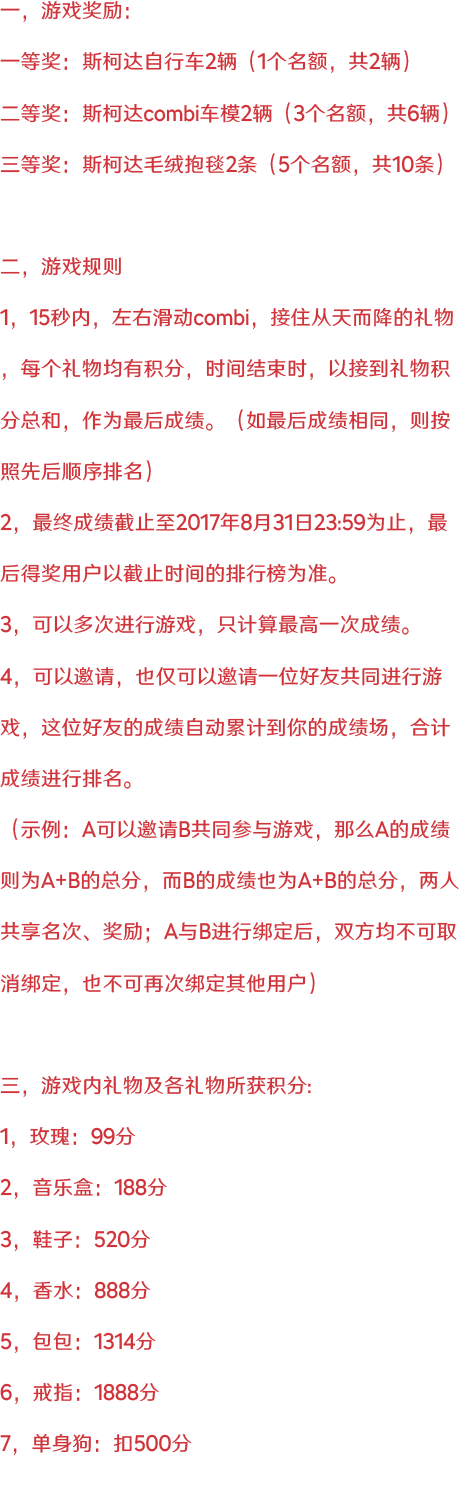 一，游戏奖励：
一等奖：斯柯达自行车2辆（1个名额，共2辆）
二等奖：斯柯达combi车模2辆（3个名额，共6辆）
三等奖：斯柯达毛绒抱毯2条（5个名额，共10条）
二，游戏规则
1，15秒内，左右滑动combi，接住从天而降的礼物
，每个礼物均有积分，时间结束时，以接到礼物积
分总和，作为最后成绩。（如最后成绩相同，则按
照先后顺序排名）
2，最终成绩截止至2017年8月31日23:59为止，最
后得奖用户以截止时间的排行榜为准。
3，可以多次进行游戏，只计算最高一次成绩。
4，可以邀请，也仅可以邀请一位好友共同进行游
戏，这位好友的成绩自动累计到你的成绩场，合计
成绩进行排名。
（示例：A可以邀请B共同参与游戏，那么A的成绩
则为A+B的总分，而B的成绩也为A+B的总分，两人
共享名次、奖励；A与B进行绑定后，双方均不可取
消绑定，也不可再次绑定其他用户）
三，游戏内礼物及各礼物所获积分:
1，玫瑰：99分
2，音乐盒：188分
3，鞋子：520分
4，香水：888分
5，包包：1314分
6，戒指：1888分
7，单身狗：扣500分